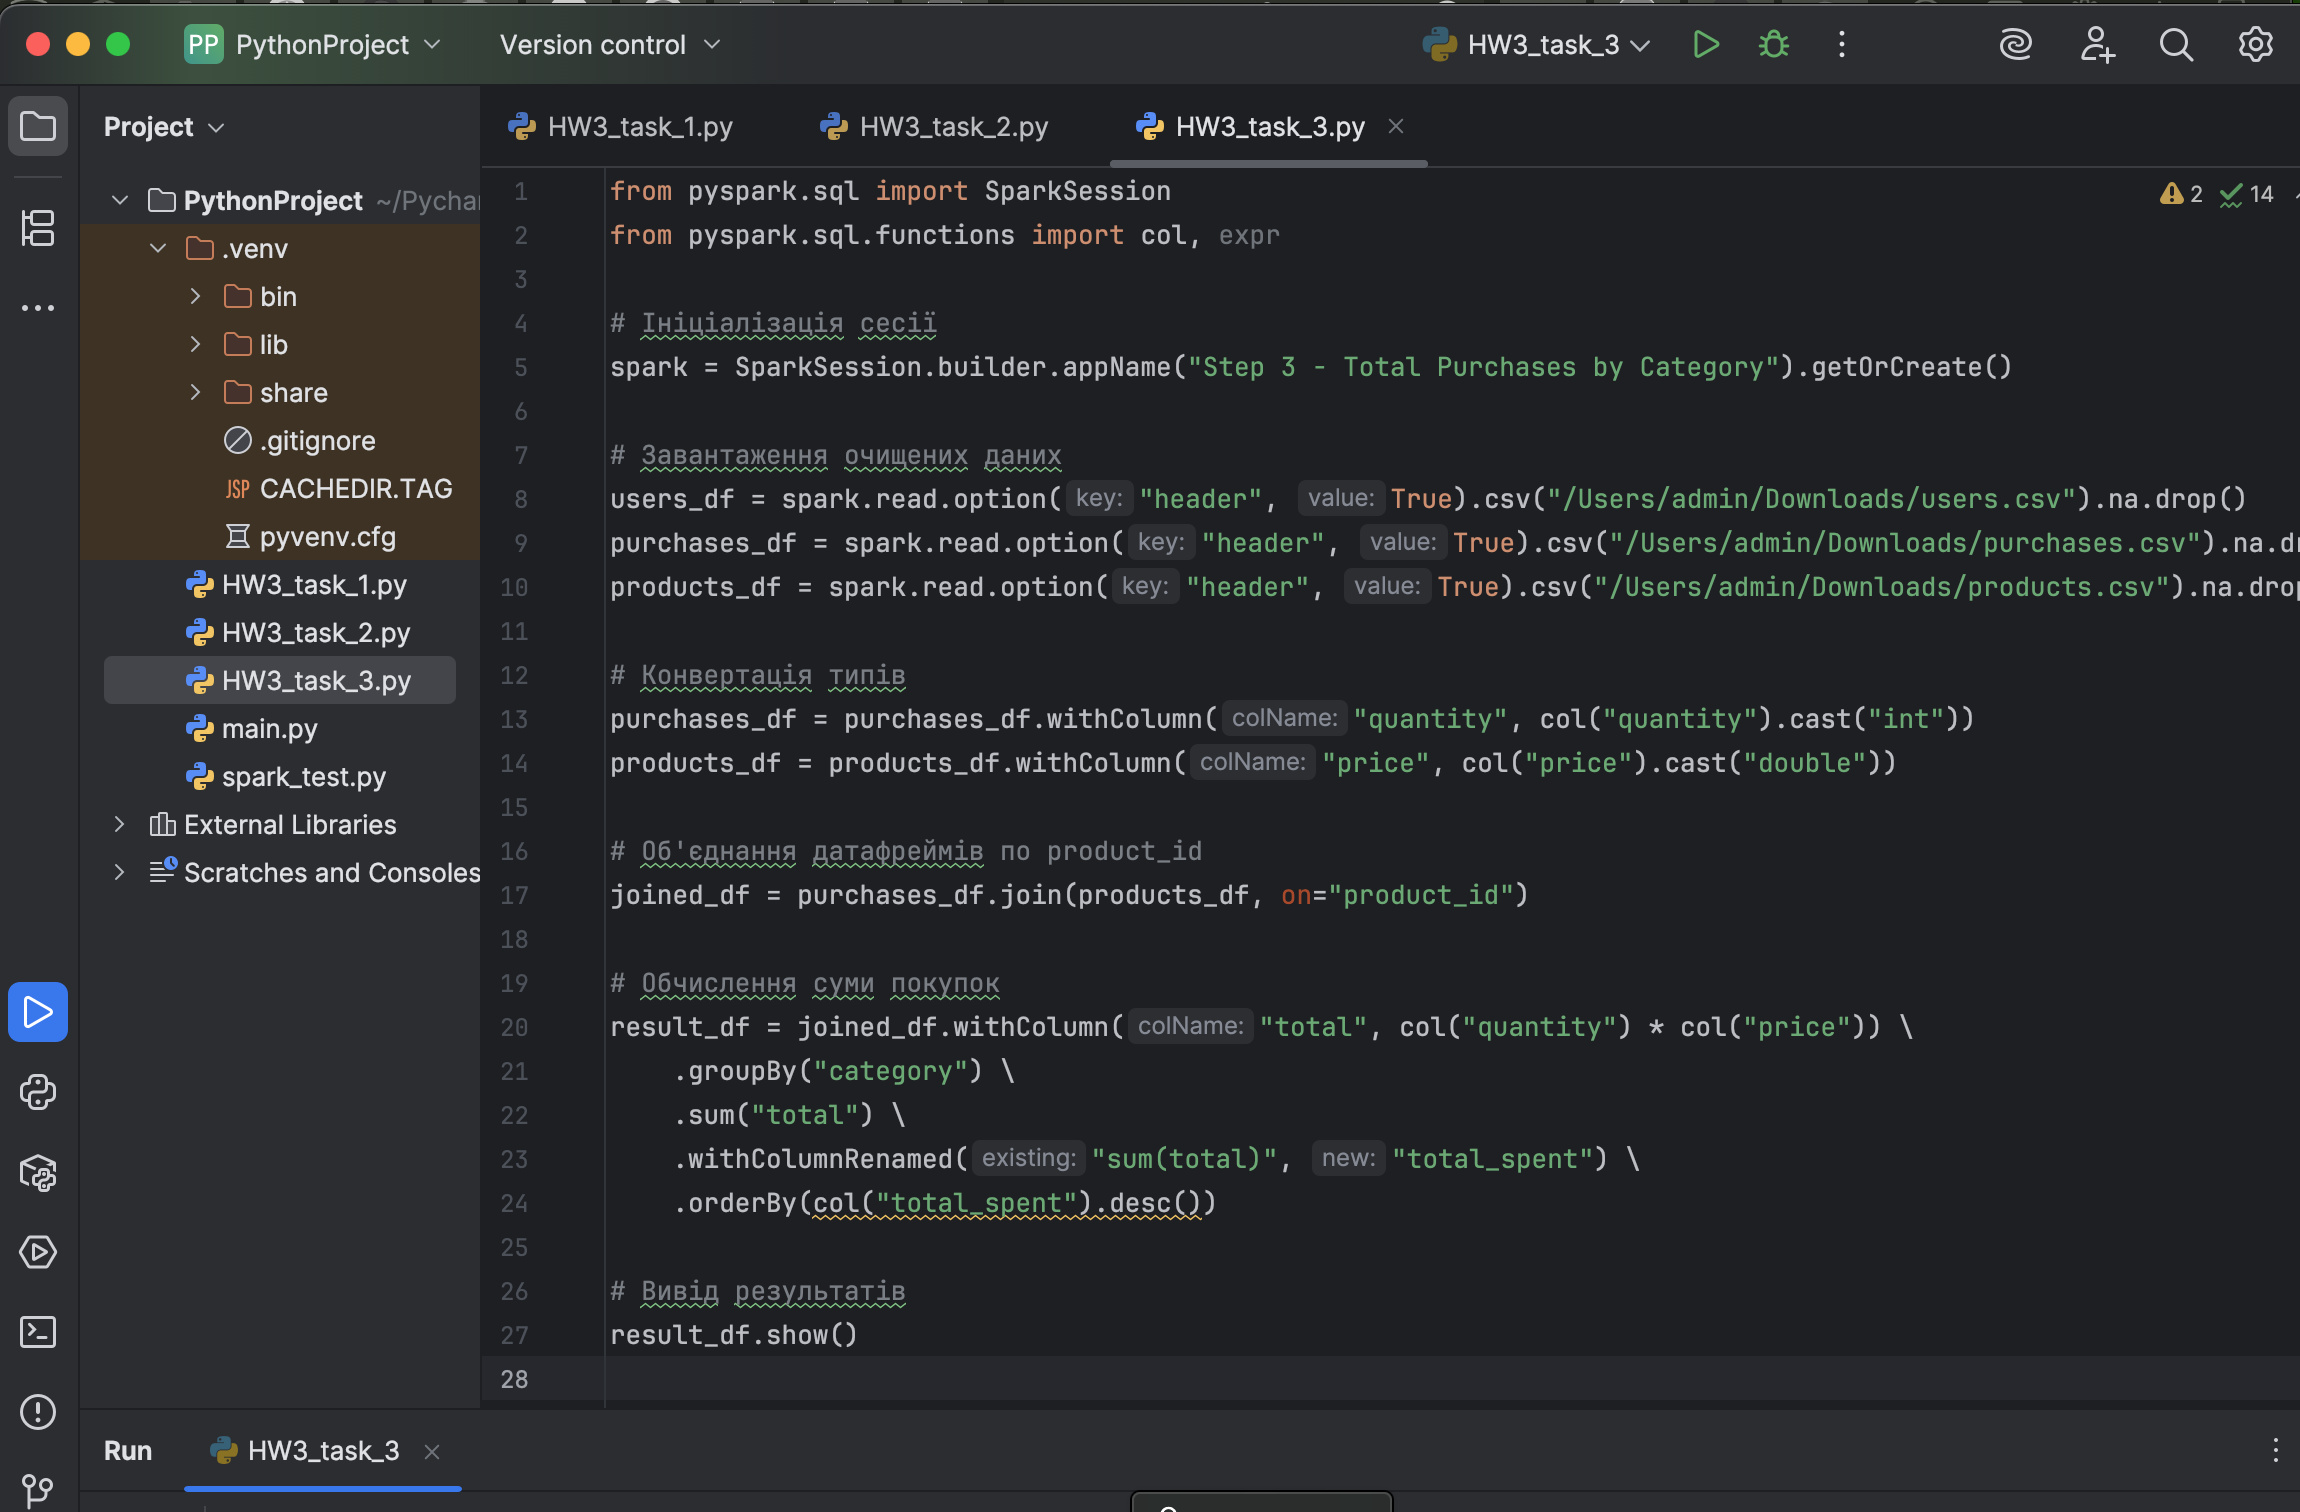 PP PythonProject
Version control
HW3_task_3
Project
HW3_task_1.py
HW3_task_2.py
HW3_task_3.py
PythonProject ~/Pychar
.venv
bin
lib
share
.gitignore
JSP CACHEDIR.TAG
pyvenv.cfg
HW3_task_1.py
HW3_task_2.py
HW3_task_3.py
main.py
spark_test.py
External Libraries
Scratches and Consoles
2 14
1 from pyspark.sql import SparkSession
2 from pyspark.sql.functions import col, expr
3
4 # Ініціалізація сесії
5 spark = SparkSession.builder.appName("Step 3 - Total Purchases by Category").getOrCreate()
6
7 # Завантаження очищених даних
8 users_df = spark.read.option( key: "header", value: True).csv("/Users/admin/Downloads/users.csv").na.drop()
9 purchases_df = spark.read.option( key: "header", value: True).csv("/Users/admin/Downloads/purchases.csv").na.dr
10 products_df = spark.read.option( key: "header", value: True).csv("/Users/admin/Downloads/products.csv").na.drop
11
12 # Конвертація типів
13 purchases_df = purchases_df.withColumn( colName: "quantity", col("quantity").cast("int"))
14 products_df = products_df.withColumn( colName: "price", col("price").cast("double"))
15
16 # Об'єднання датафреймів по product_id
17 joined_df = purchases_df.join(products_df, on="product_id")
18
19 # Обчислення суми покупок
20 result_df = joined_df.withColumn( colName: "total", col("quantity") * col("price")) \
21 .groupBy("category") \
22 .sum("total") \
23 .withColumnRenamed( existing: "sum(total)", new: "total_spent") \
24 .orderBy(col("total_spent").desc())
25
26 # Вивід результатів
27 result_df.show()
28
Run
HW3_task_3